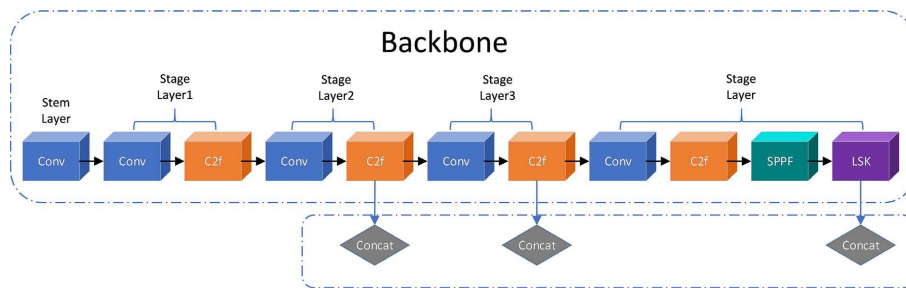 Backbone
Stem
Layer
Stage
Layer1
Stage
Layer2
Stage
Layer3
Stage
Layer
Conv
Conv
C2f
Conv
C2f
Conv
C2f
Conv
C2f
SPPF
LSK
Concat
Concat
Concat